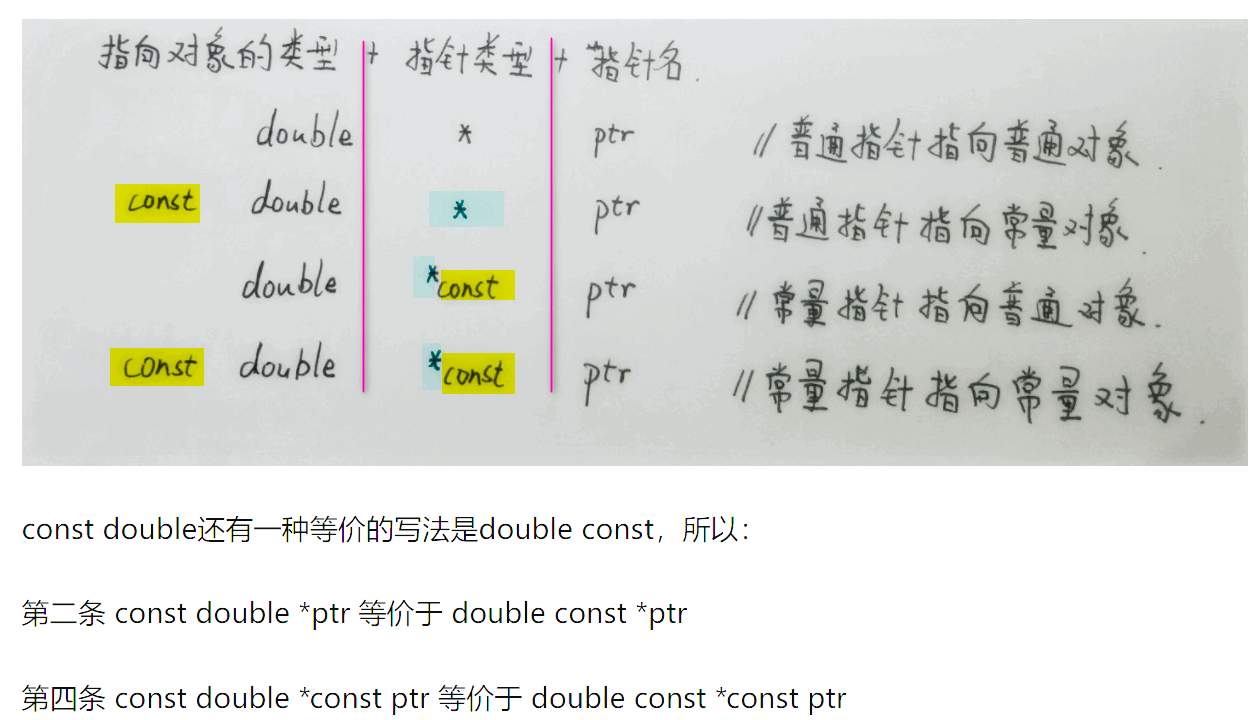 指向对象的类型 + 指针类型 + 指针名.
double * ptr //普通指针指向普通对象.
const double * ptr //普通指针指向常量对象.
double *const ptr //常量指针指向普通对象.
const double *const ptr //常量指针指向常量对象.
const double还有一种等价的写法是double const，所以：
第二条 const double *ptr 等价于 double const *ptr
第四条 const double *const ptr 等价于 double const *const ptr